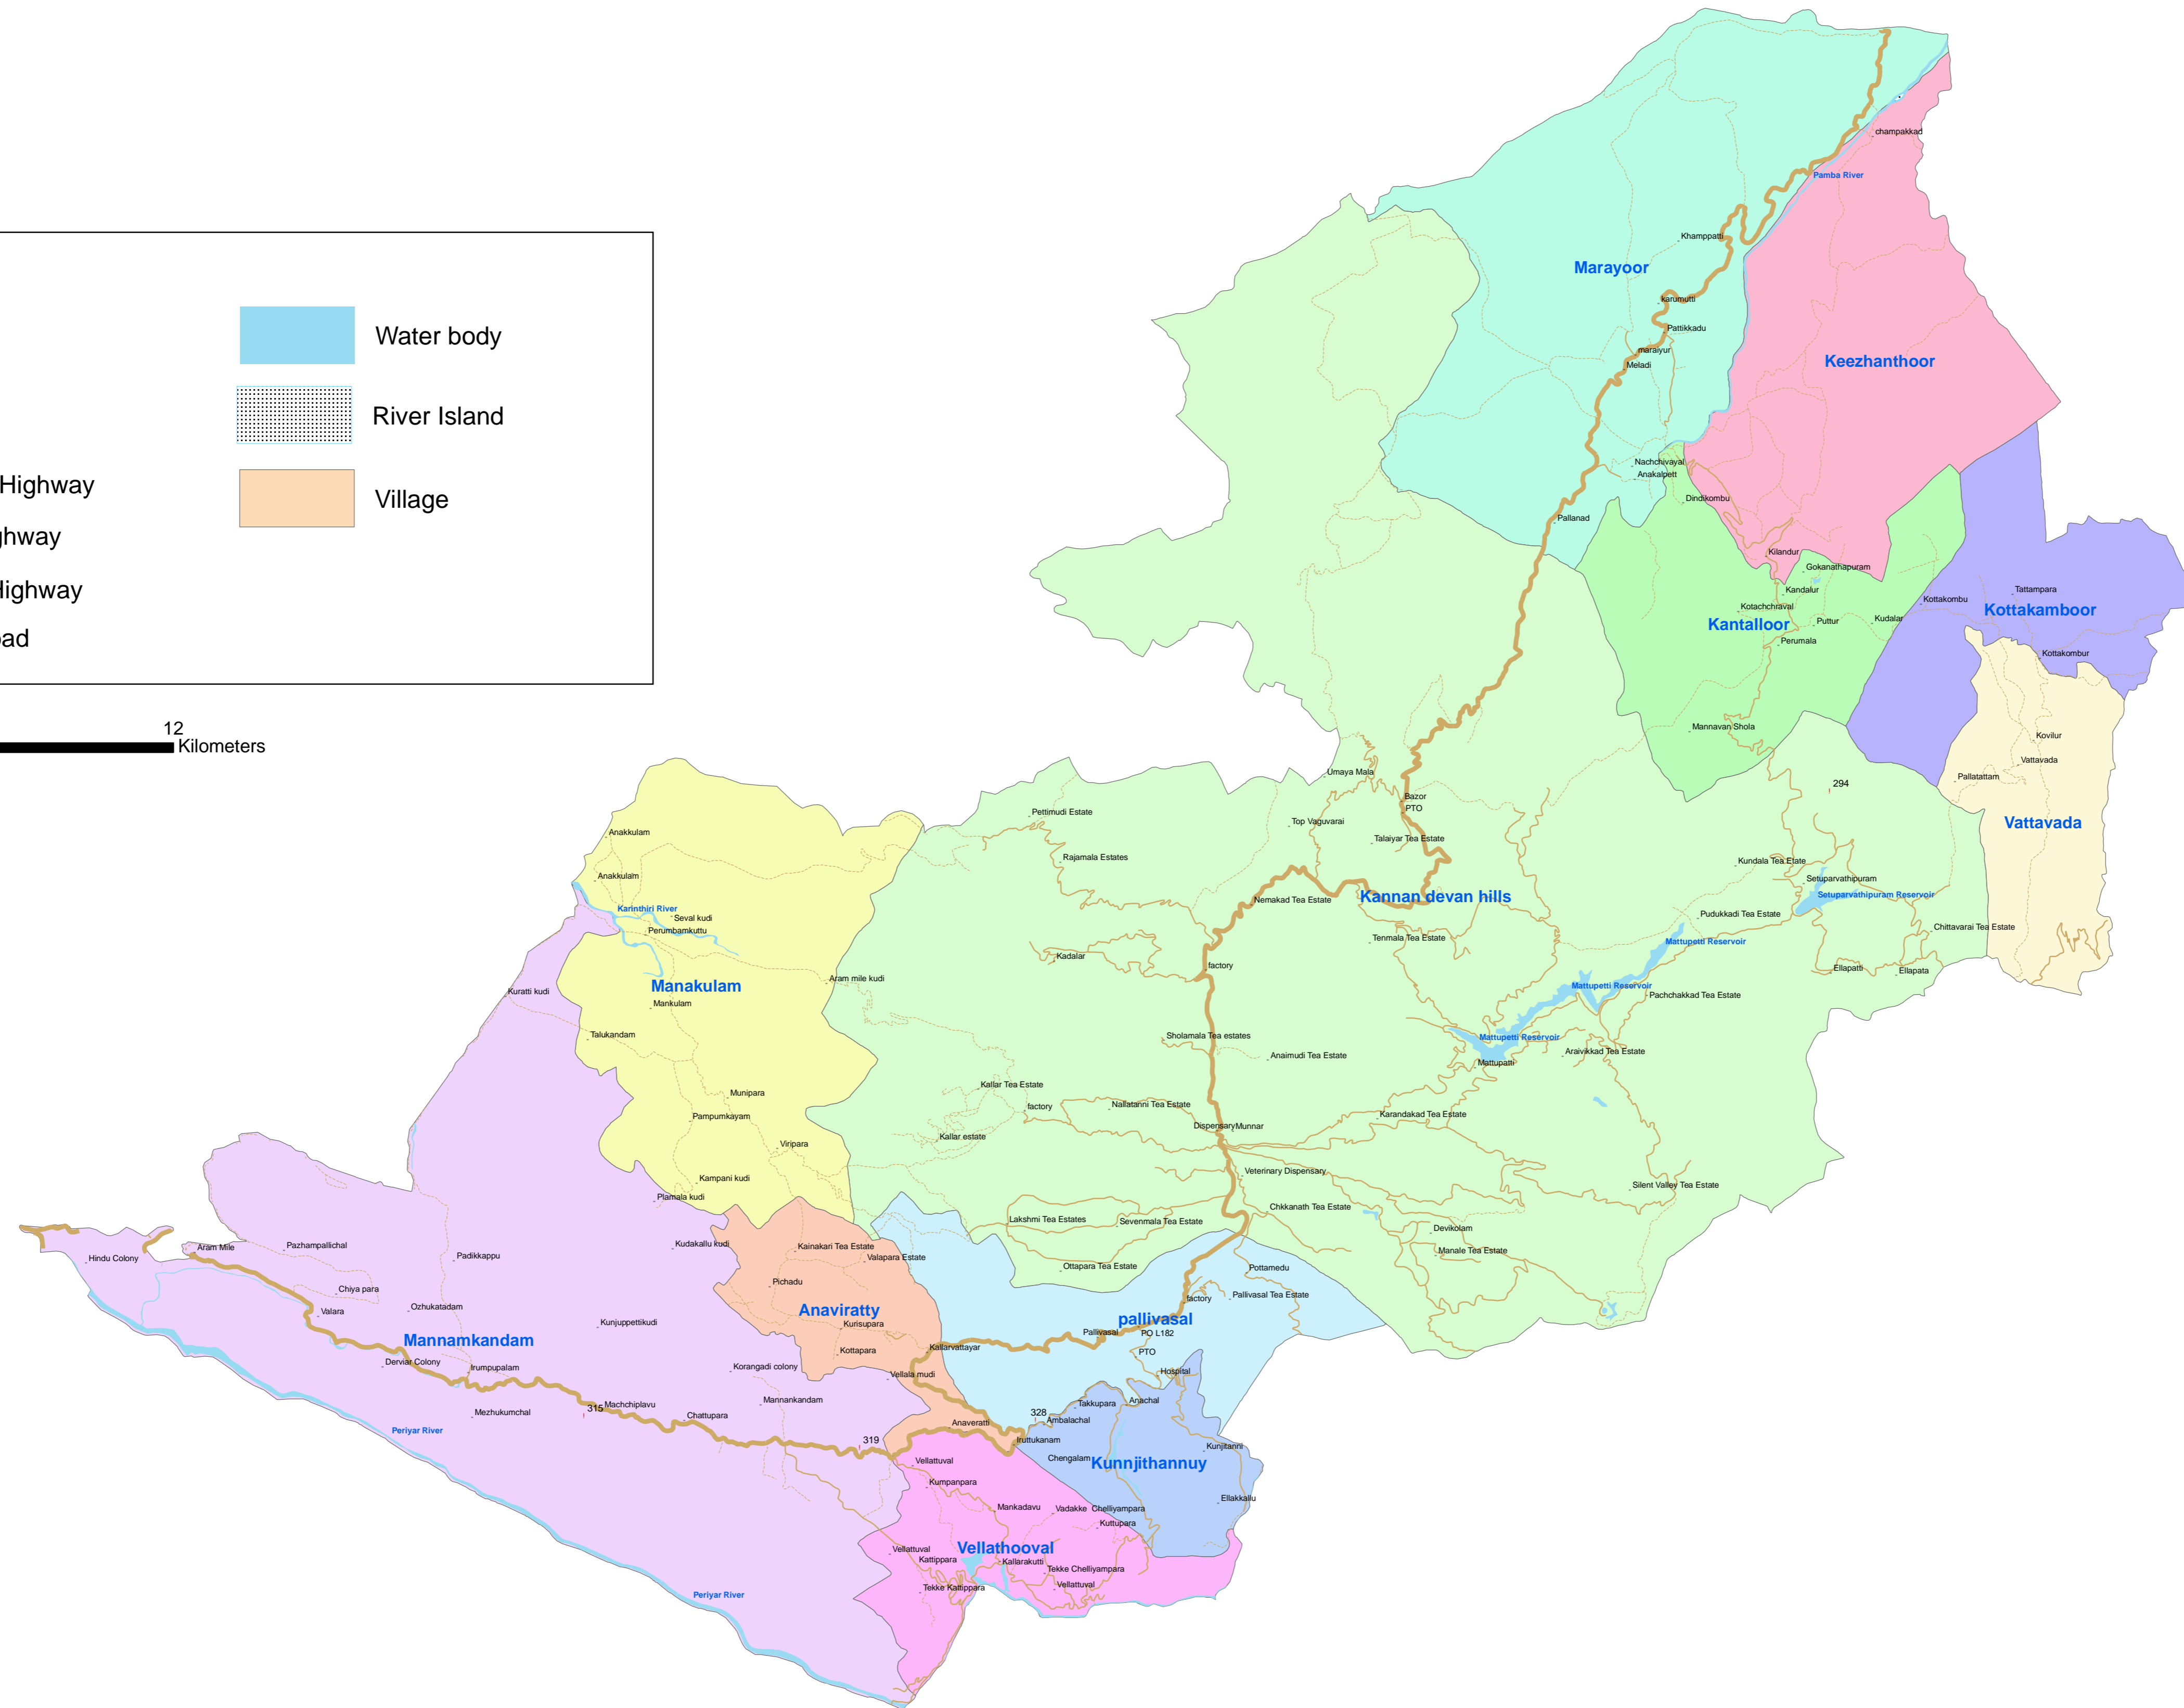 champakkad
Pamba River
Khamppatti
Marayoor
karumutti
Pattikkadu
maraiyur
Meladi
Keezhanthoor
Water body
River Island
Highway
Village
ghway
Highway
oad
12
Kilometers
Nachchivayal
Anakalpett
Dindikombu
Pallanad
Kilandur
Gokanathapuram
Kandalur
Kotachchraval
Kantalloor
Puttur
Kudalar
Perumala
Kottakombu
Tattampara
Kottakamboor
Kottakombur
Mannavan Shola
Kovilur
Vattavada
Pallatattam
294
Vattavada
Umaya Mala
Bazor
PTO
Pettimudi Estate
Top Vaguvarai
Talaiyar Tea Estate
Rajamala Estates
Kundala Tea Etate
Setuparvathipuram
Setuparvathipuram Reservoir
Nemakad Tea Estate
Kannan devan hills
Pudukkadi Tea Estate
Chittavarai Tea Estate
Tenmala Tea Estate
Mattupetti Reservoir
Kadalar
factory
Ellapatti
Ellapata
Mattupetti Reservoir
Pachchakkad Tea Estate
Anakkulam
Anakkulam
Karinthiri River
Seval kudi
Perumbamkuttu
Aram mile kudi
Manakulam
Kuratti kudi
Mankulam
Talukandam
Sholamala Tea estates
Mattupetti Reservoir
Anaimudi Tea Estate
Araivikkad Tea Estate
Mattupatti
Kallar Tea Estate
Munipara
factory
Nallatanni Tea Estate
Pampumkayam
Karandakad Tea Estate
Dispensary
Munnar
Kallar estate
Viripara
Kampani kudi
Veterinary Dispensary
Silent Valley Tea Estate
Plamala kudi
Chkkanath Tea Estate
Lakshmi Tea Estates
Sevenmala Tea Estate
Devikolam
Manale Tea Estate
Kudakallu kudi
Kainakari Tea Estate
Valapara Estate
Ottapara Tea Estate
Pottamedu
Hindu Colony
Aram Mile
Pazhampallichal
Padikkappu
Chiya para
Pichadu
factory
Pallivasal Tea Estate
Valara
Ozhukatadam
Anaviratty
pallivasal
Kunjuppettikudi
Kurisupara
Pallivasal
PO L182
Mannamkandam
Kallarvattayar
Kottapara
PTO
Derviar Colony
Irumpupalam
Korangadi colony
Vellala mudi
Hospital
Mannankandam
Anachal
Takkupara
315
Machchiplavu
Mezhukumchal
Chattupara
328
Ambalachal
Anaveratti
Periyar River
319
Iruttukanam
Kunjitanni
Chengalam
Kunnjithannuy
Vellattuval
Kumpanpara
Ellakkallu
Mankadavu
Vadakke Chelliyampara
Kuttupara
Vellathooval
Vellattuval
Kattippara
Kallarakutti
Tekke Chelliyampara
Vellattuval
Tekke Kattippara
Periyar River